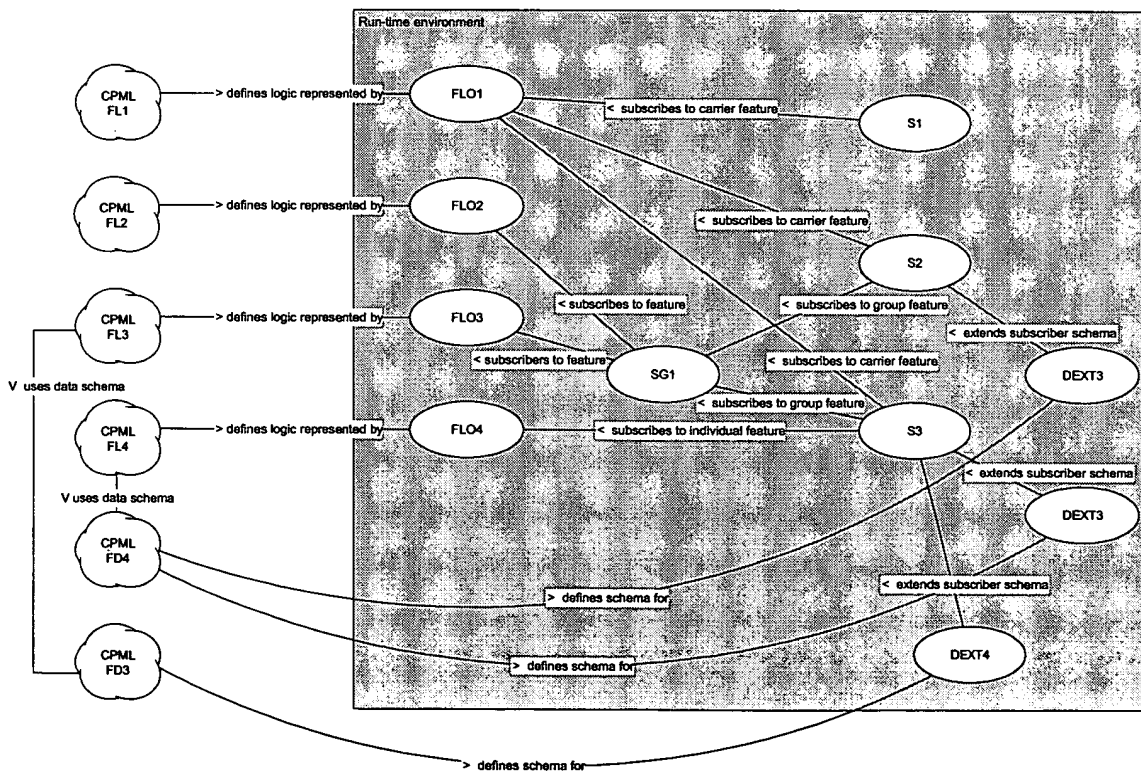 Run-time environment
CPML
FL1
> defines logic represented by
FLO1
< subscribes to carrier feature
S1
CPML
FL2
> defines logic represented by
FLO2
< subscribes to carrier feature
S2
CPML
FL3
> defines logic represented by
FLO3
< subscribes to feature
< subscribes to group feature
< extends subscriber schema
< subscribers to feature
< subscribes to carrier feature
SG1
DEXT3
V uses data schema
< subscribes to group feature
CPML
FL4
> defines logic represented by
FLO4
< subscribes to individual feature
S3
< extends subscriber schema
V uses data schema
DEXT3
CPML
FD4
< extends subscriber schema
> defines schema for
CPML
FD3
> defines schema for
DEXT4
> defines schema for